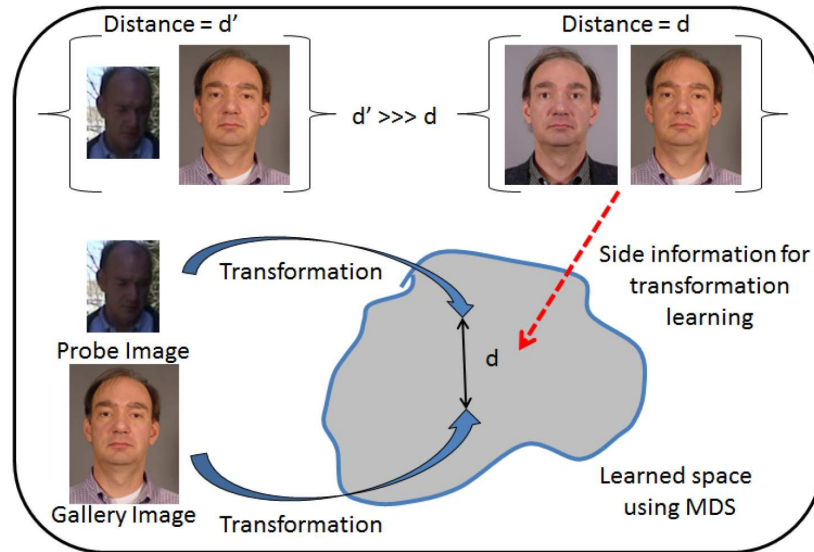 Distance = d’
Distance = d
d’ >>> d
Transformation
Side information for
transformation
learning
Probe Image
d
Learned space
using MDS
Gallery Image
Transformation